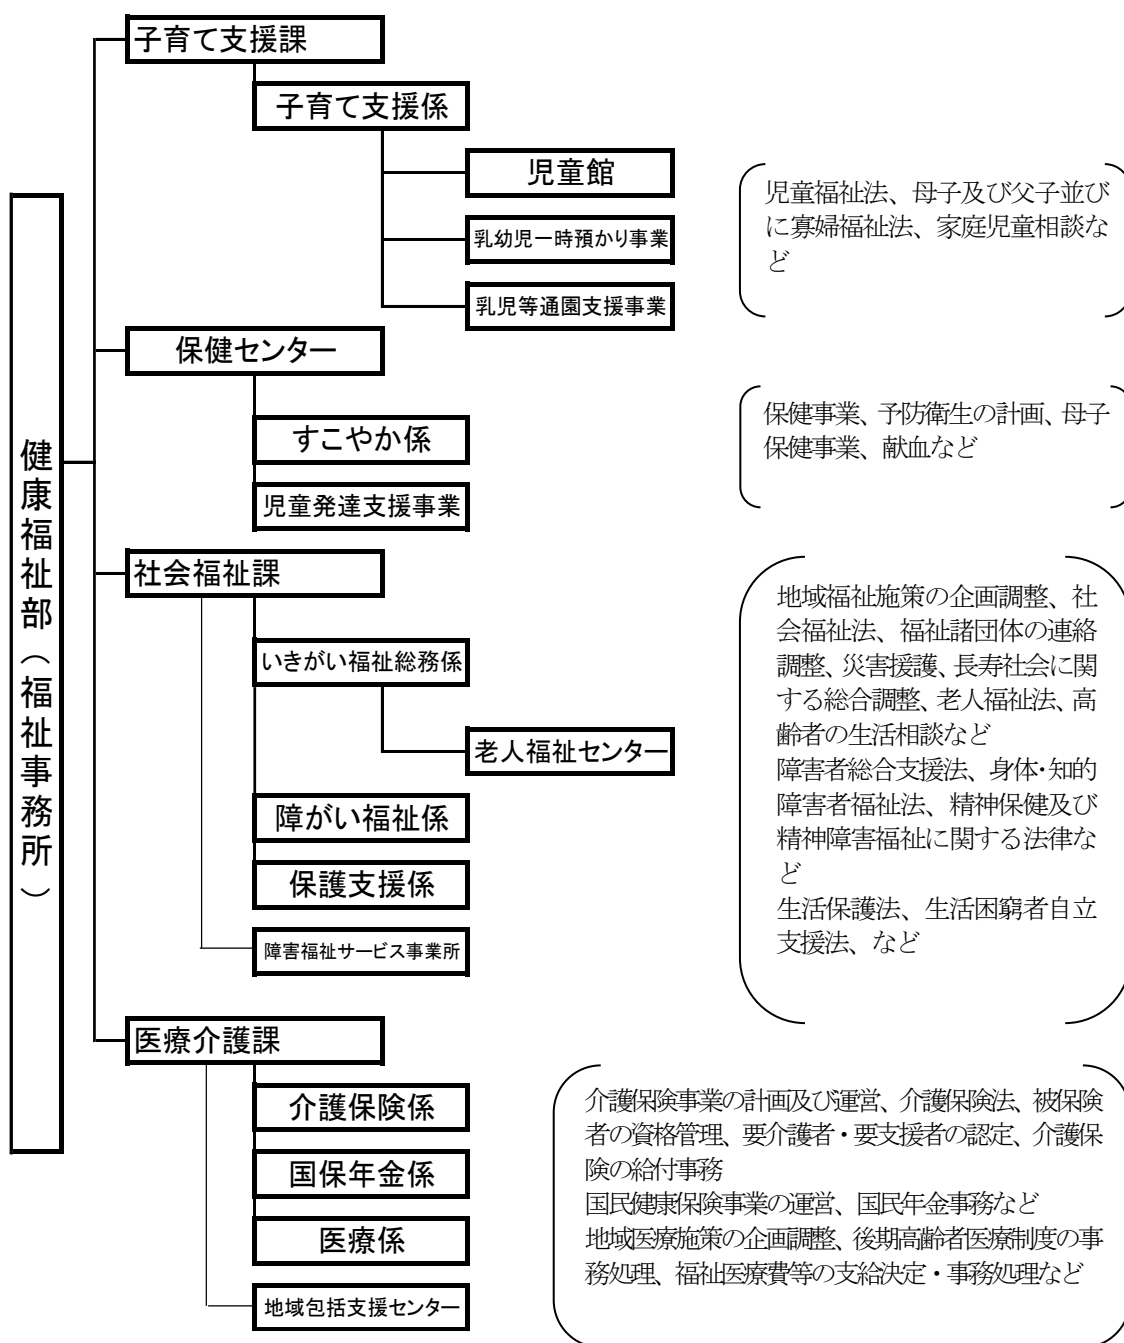 健康福祉部（福祉事務所）
子育て支援課
子育て支援係
児童館
乳幼児一時預かり事業
乳児等通園支援事業
児童福祉法、母子及び父子並び
に寡婦福祉法、家庭児童相談な
ど
保健センター
すこやか係
児童発達支援事業
保健事業、予防衛生の計画、母子
保健事業、献血など
社会福祉課
いきがい福祉総務係
老人福祉センター
障がい福祉係
保護支援係
障害福祉サービス事業所
地域福祉施策の企画調整、社
会福祉法、福祉諸団体の連絡
調整、災害援護、長寿社会に関
する総合調整、老人福祉法、高
齢者の生活相談など
障害者総合支援法、身体・知的
障害者福祉法、精神保健及び
精神障害福祉に関する法律な
ど
生活保護法、生活困窮者自立
支援法、など
医療介護課
介護保険係
国保年金係
医療係
地域包括支援センター
介護保険事業の計画及び運営、介護保険法、被保険
者の資格管理、要介護者・要支援者の認定、介護保
険の給付事務
国民健康保険事業の運営、国民年金事務など
地域医療施策の企画調整、後期高齢者医療制度の事
務処理、福祉医療費等の支給決定・事務処理など